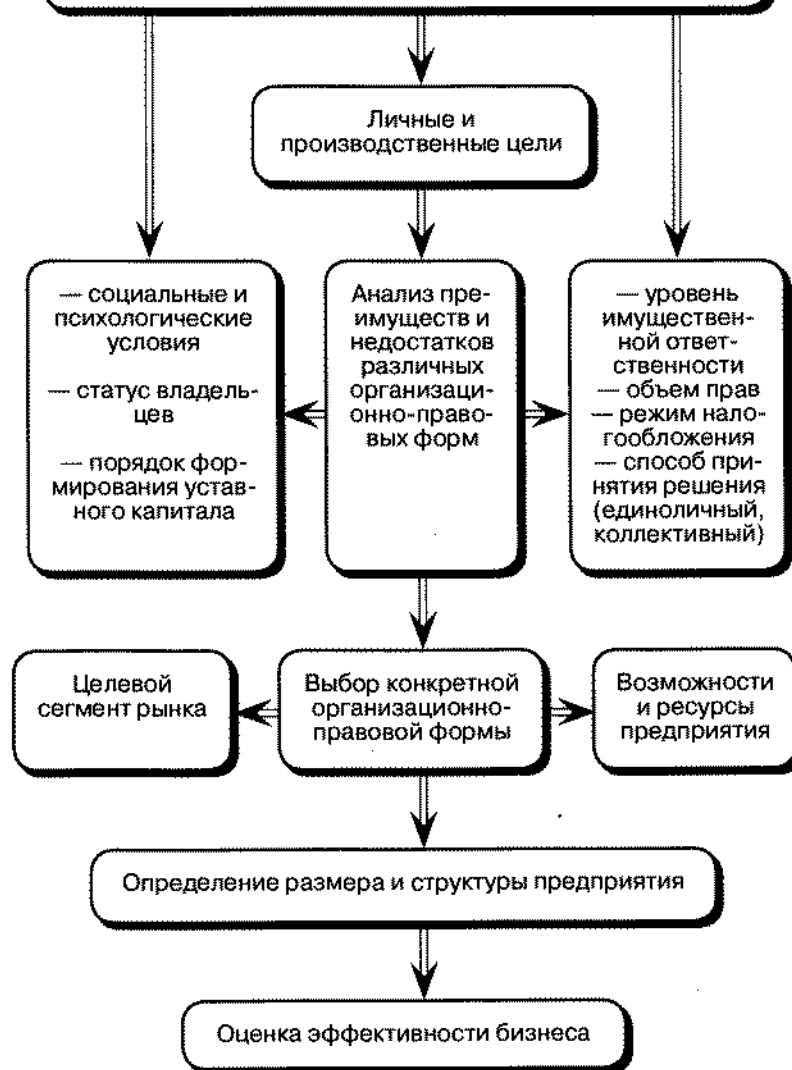 Личные и
производственные цели
— социальные и
психологические
условия
— статус владель-
цев
— порядок фор-
мирования устав-
ного капитала
Анализ пре-
имуществ и
недостатков
различных
организаци-
онно-право-
вых форм
— уровень
имуществен-
ной ответ-
ственности
— объем прав
— режим нало-
гообложения
— способ при-
нятия решения
(единоличный,
коллективный)
Целевой
сегмент рынка
Выбор конкретной
организационно-
правовой формы
Возможности
и ресурсы
предприятия
Определение размера и структуры предприятия
Оценка эффективности бизнеса